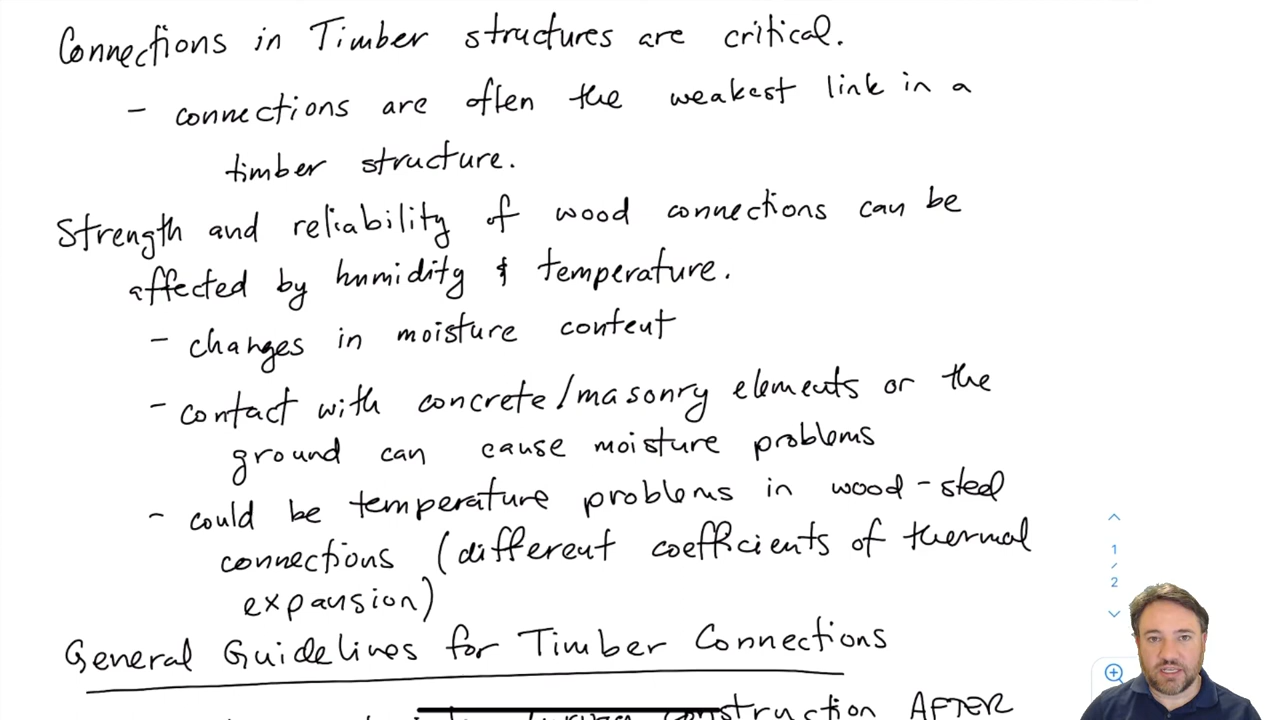 Connections in Timber structures are critical.
- connections are often the weakest link in a
timber structure.
Strength and reliability of wood connections can be
affected by humidity & temperature.
- changes in moisture content
- contact with concrete/masonry elements or the
ground can cause moisture problems
- could be temperature problems in wood-steel
connections (different coefficients of thermal
expansion)
General Guidelines for Timber Connections
construction AFTER
1
/
2